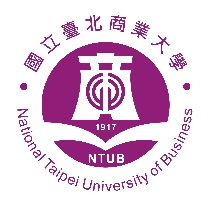 •國立臺北商業大學•
1917
NTUB
National Taipei University of Business